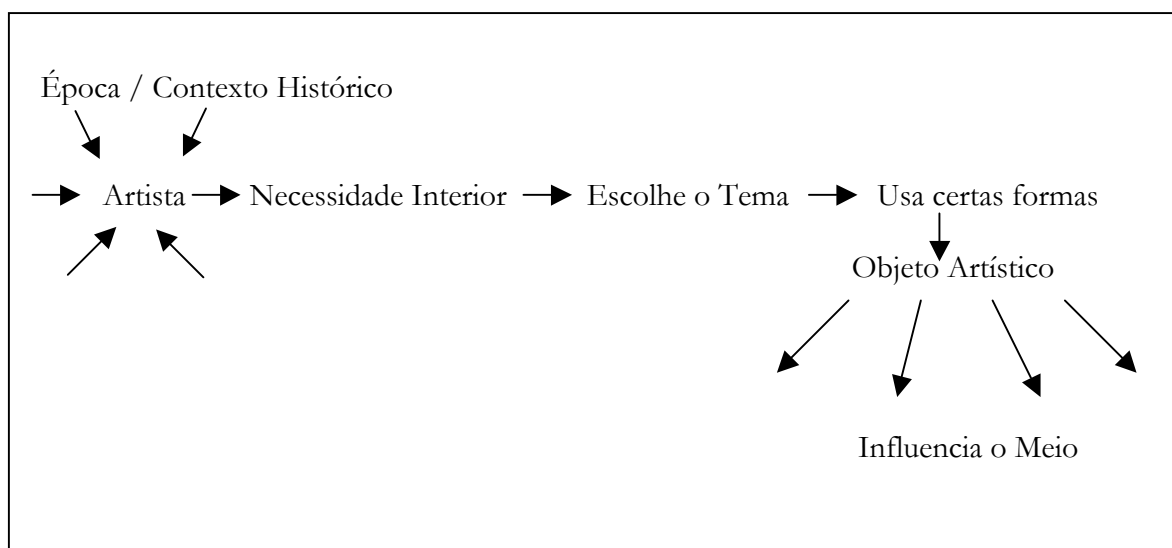 Época / Contexto Histórico
Artista Necessidade Interior Escolhe o Tema Usa certas formas
Objeto Artístico
Influencia o Meio